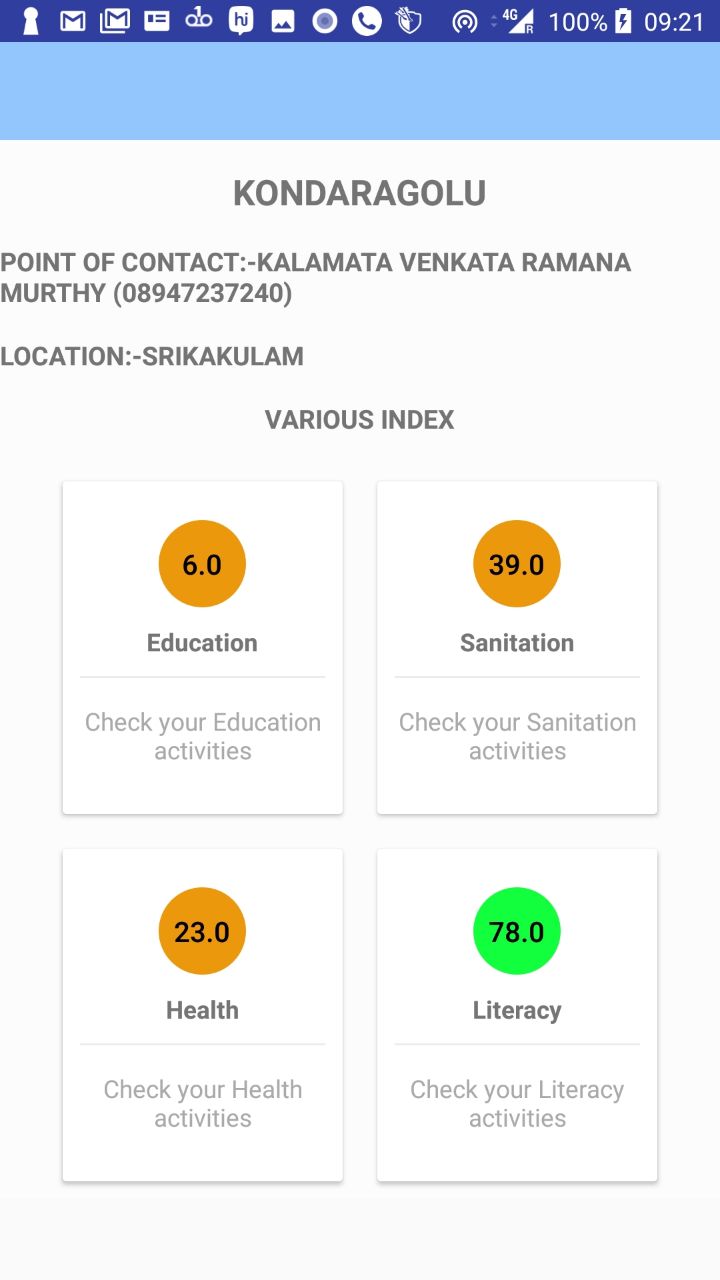 hi 4G R 100% 09:21
KONDARAGOLU
POINT OF CONTACT:-KALAMATA VENKATA RAMANA
MURTHY (08947237240)
LOCATION:-SRIKAKULAM
VARIOUS INDEX
6.0
Education
Check your Education
activities
39.0
Sanitation
Check your Sanitation
activities
23.0
Health
Check your Health
activities
78.0
Literacy
Check your Literacy
activities